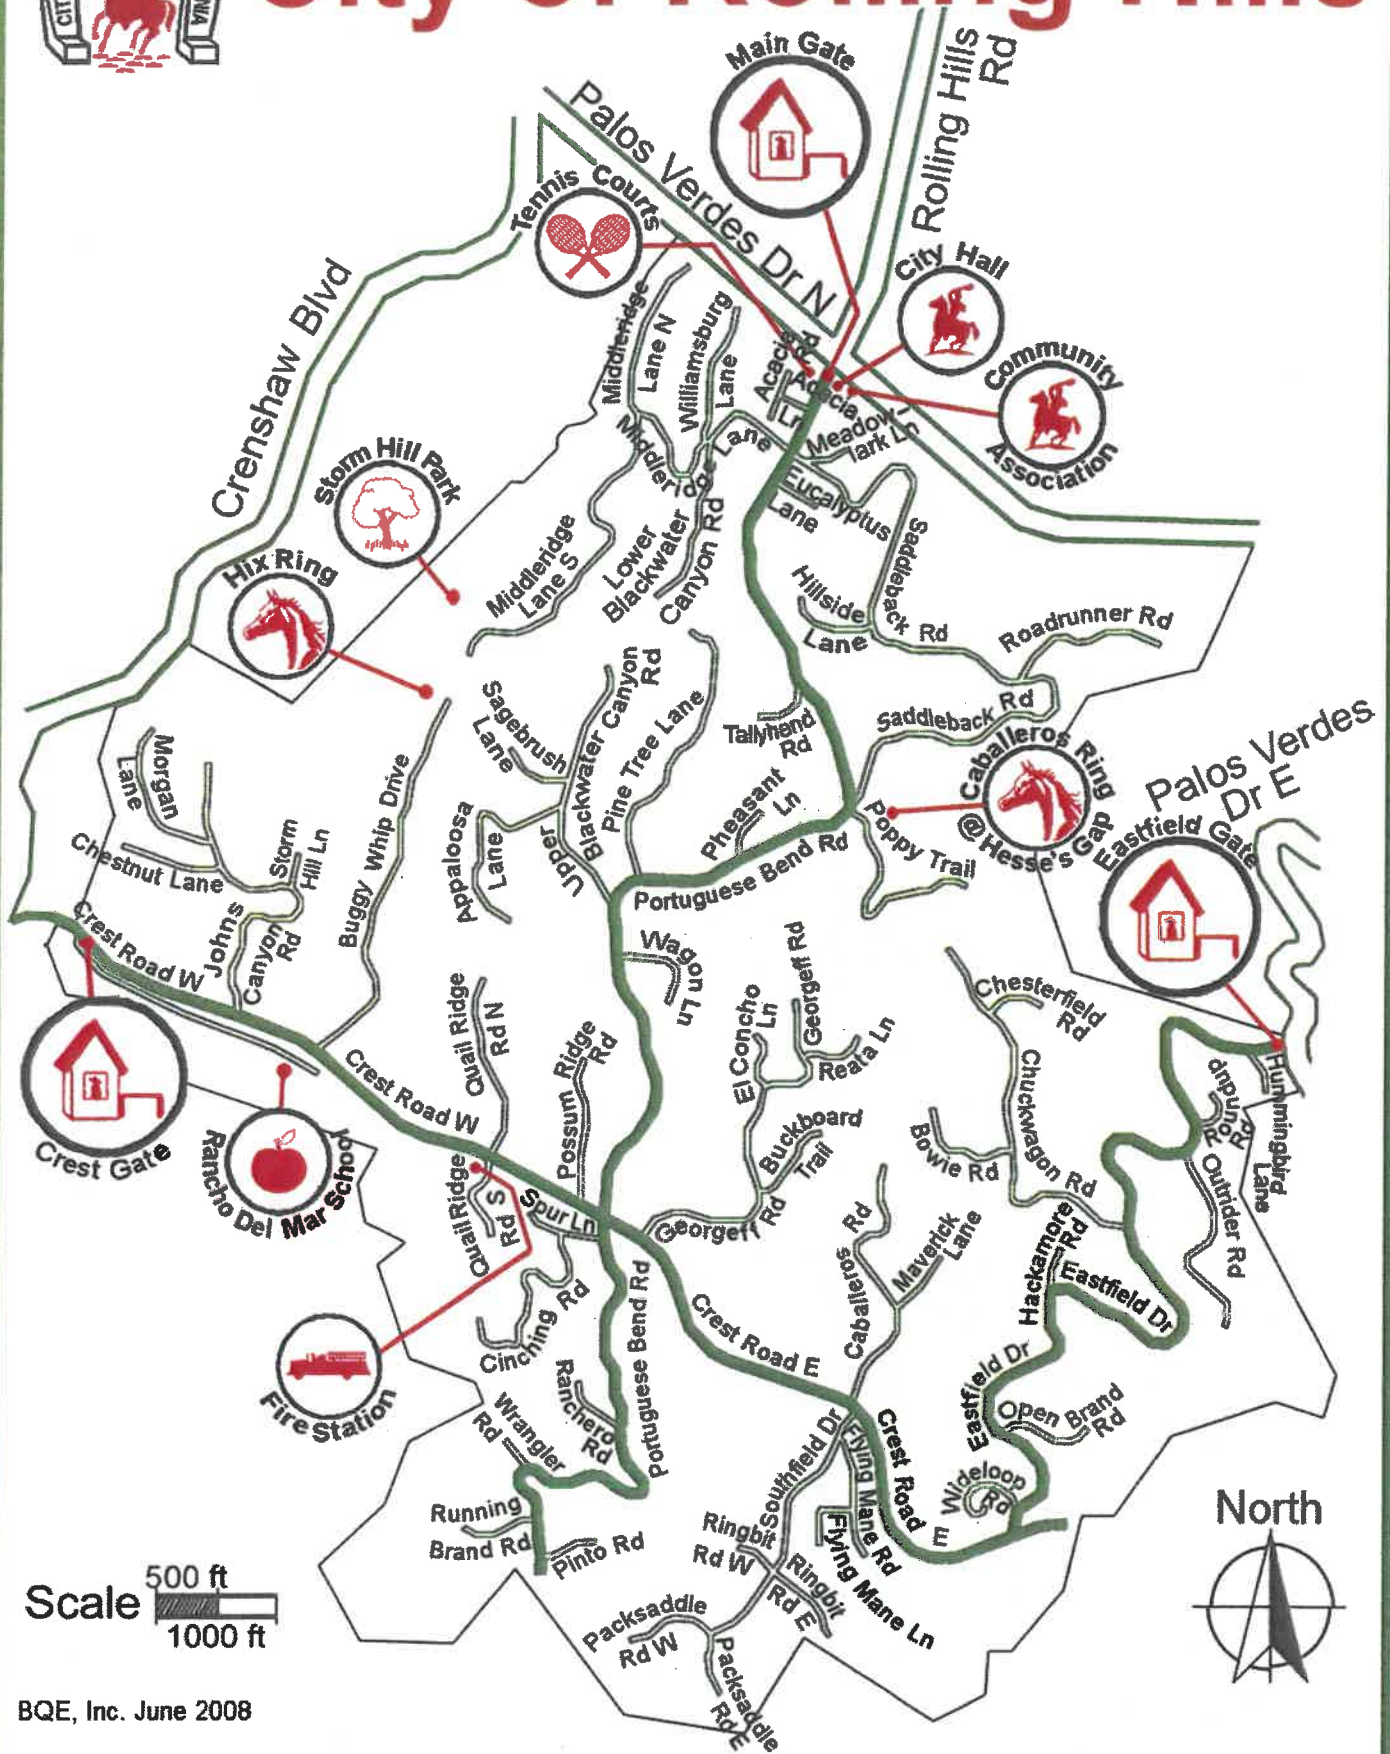 City of Rolling Hills
CIT
NIA
Main Gate
Rolling Hills
Rd
Palos Verdes Dr N
Tennis Courts
City Hall
Community
Association
Crenshaw Blvd
Middleridge
Lane N
Williamsburg
Lane
Acacia
Rd
Acacia
Ln
Meadow
lark Ln
Middleridge Lane
Storm Hill Park
Eucalyptus
Lane
Saddleback Rd
Hix Ring
Middleridge
Lane S
Lower
Blackwater
Canyon Rd
Hillside
Lane
Roadrunner Rd
Sagebrush
Lane
Upper
Blackwater Canyon
Rd
Pine Tree Lane
Tallyhand
Rd
Saddleback Rd
Caballeros Ring
@Hesse's Gap
Palos Verdes
Dr E
Eastfield Gate
Morgan
Lane
Buggy Whip Drive
Appaloosa
Lane
Pheasant
Ln
Poppy Trail
Chestnut Lane
Storm
Hill Ln
Portuguese Bend Rd
Crest Road W
Johns
Canyon
Rd
Wagon Ln
Quail Ridge
Rd N
Possum Ridge
Rd
El Concho
Ln
Georgeff Rd
Reata Ln
Chesterfield
Rd
Chuckwagon Rd
Hummingbird
Lane
Roundup
Rd
Crest Gate
Rancho Del Mar School
Crest Road W
Buckboard
Trail
Bowie Rd
Outrider Rd
Quail Ridge
Rd S
Spur Ln
Georgeff Rd
Caballeros Rd
Maverick
Lane
Hackamore
Rd
Eastfield Dr
Cinching Rd
Portuguese Bend Rd
Crest Road E
Fire Station
Ranchero
Rd
Wrangler
Rd
Eastfield Dr
Open Brand
Rd
Southfield Dr
Flying Mane Rd
Crest Road E
Wideloop
Rd
Running
Brand Rd
Pinto Rd
Ringbit
Rd W
Ringbit
Rd E
Flying Mane Ln
North
Scale
500 ft
1000 ft
Packsaddle
Rd W
Packsaddle
Rd E
BQE, Inc. June 2008